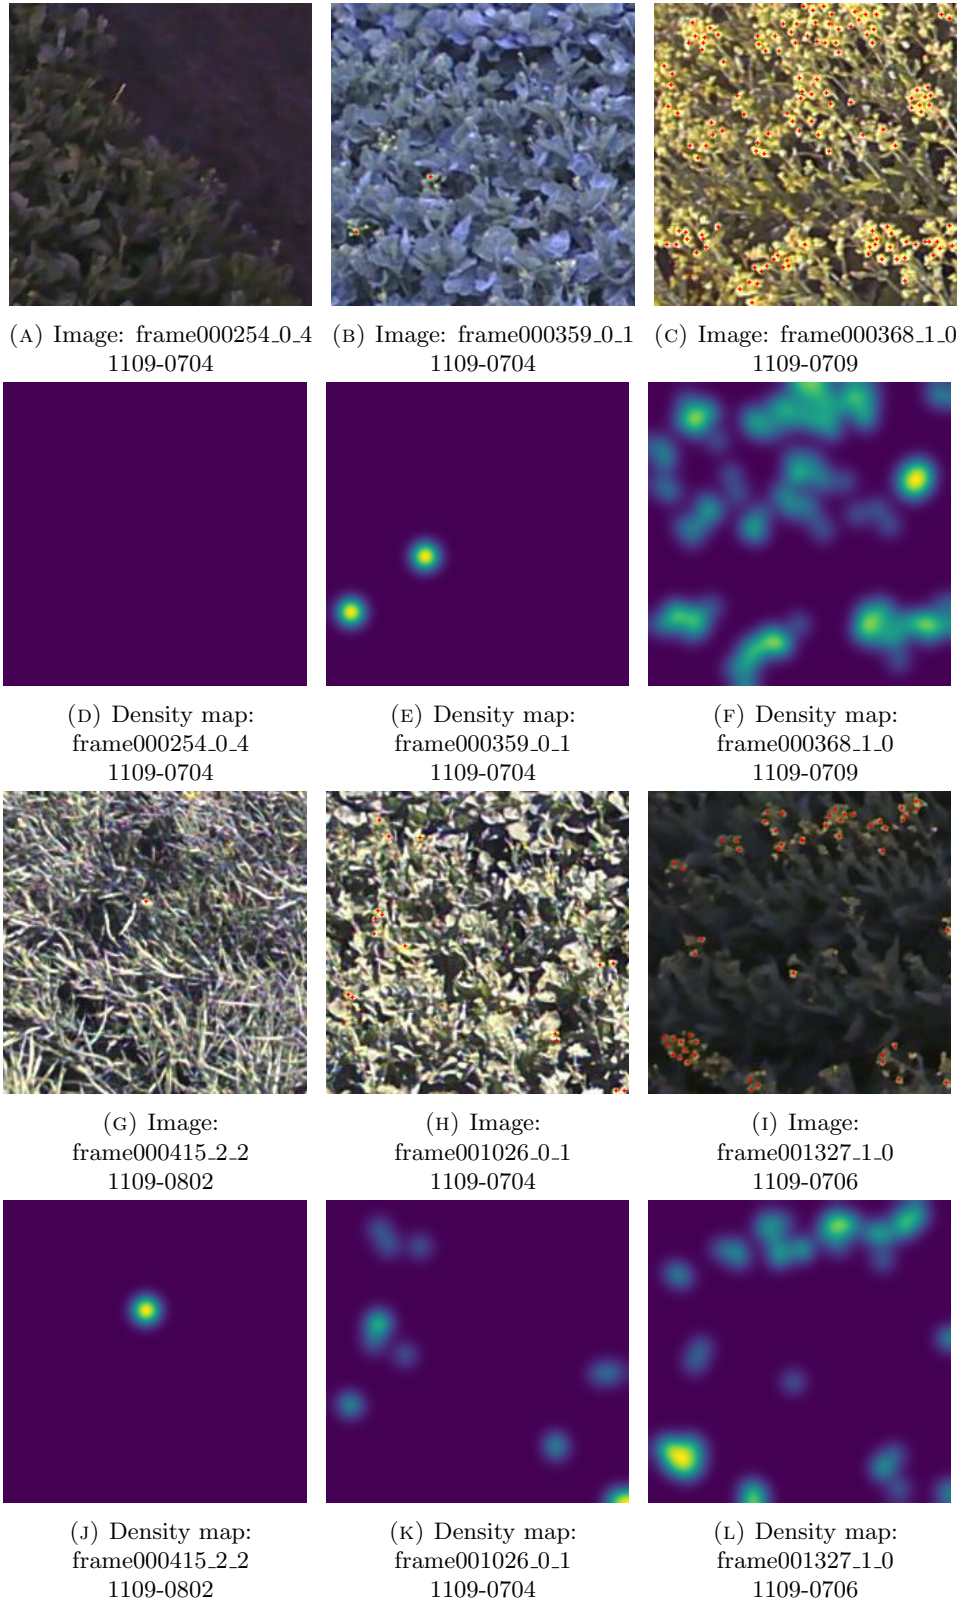 (A) Image: frame000254_0_4
1109-0704
(B) Image: frame000359_0_1
1109-0704
(C) Image: frame000368_1_0
1109-0709
(D) Density map:
frame000254_0_4
1109-0704
(E) Density map:
frame000359_0_1
1109-0704
(F) Density map:
frame000368_1_0
1109-0709
(G) Image:
frame000415_2_2
1109-0802
(H) Image:
frame001026_0_1
1109-0704
(I) Image:
frame001327_1_0
1109-0706
(J) Density map:
frame000415_2_2
1109-0802
(K) Density map:
frame001026_0_1
1109-0704
(L) Density map:
frame001327_1_0
1109-0706